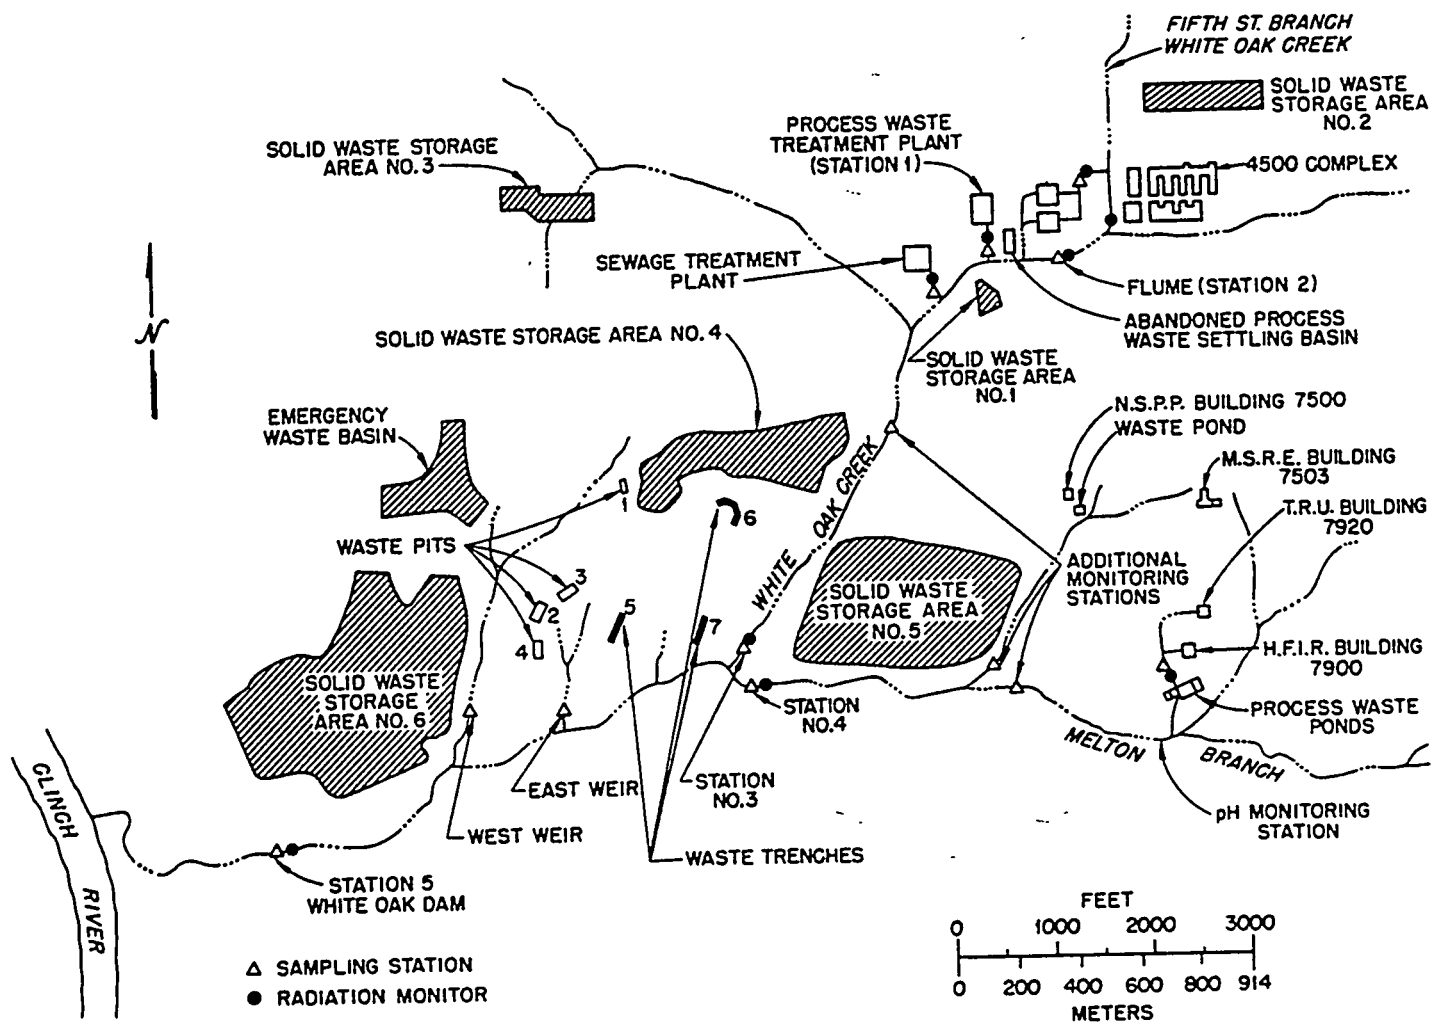 FIFTH ST. BRANCH
WHITE OAK CREEK
SOLID WASTE
STORAGE AREA
NO. 2
PROCESS WASTE
TREATMENT PLANT
(STATION 1)
SOLID WASTE STORAGE
AREA NO. 3
4500 COMPLEX
SEWAGE TREATMENT
PLANT
FLUME (STATION 2)
ABANDONED PROCESS
WASTE SETTLING BASIN
N
SOLID WASTE STORAGE AREA NO. 4
SOLID WASTE
STORAGE AREA
NO. 1
EMERGENCY
WASTE BASIN
N.S.P.P. BUILDING 7500
WASTE POND
M.S.R.E. BUILDING
7503
T.R.U. BUILDING
7920
WHITE OAK CREEK
1
6
WASTE PITS
3
2
4
5
7
ADDITIONAL
MONITORING
STATIONS
SOLID WASTE
STORAGE AREA
NO. 5
H.F.I.R. BUILDING
7900
SOLID WASTE
STORAGE
AREA NO. 6
STATION
NO. 4
PROCESS WASTE
PONDS
MELTON BRANCH
STATION
NO. 3
EAST WEIR
WEST WEIR
pH MONITORING
STATION
CLINCH RIVER
WASTE TRENCHES
STATION 5
WHITE OAK DAM
FEET
0 1000 2000 3000
0 200 400 600 800 914
METERS
SAMPLING STATION
RADIATION MONITOR